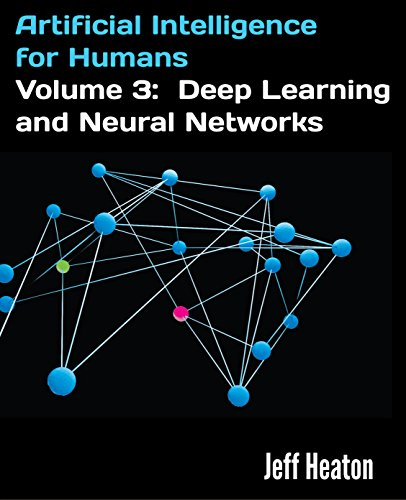 Artificial Intelligence
for Humans
Volume 3: Deep Learning
and Neural Networks
Jeff Heaton